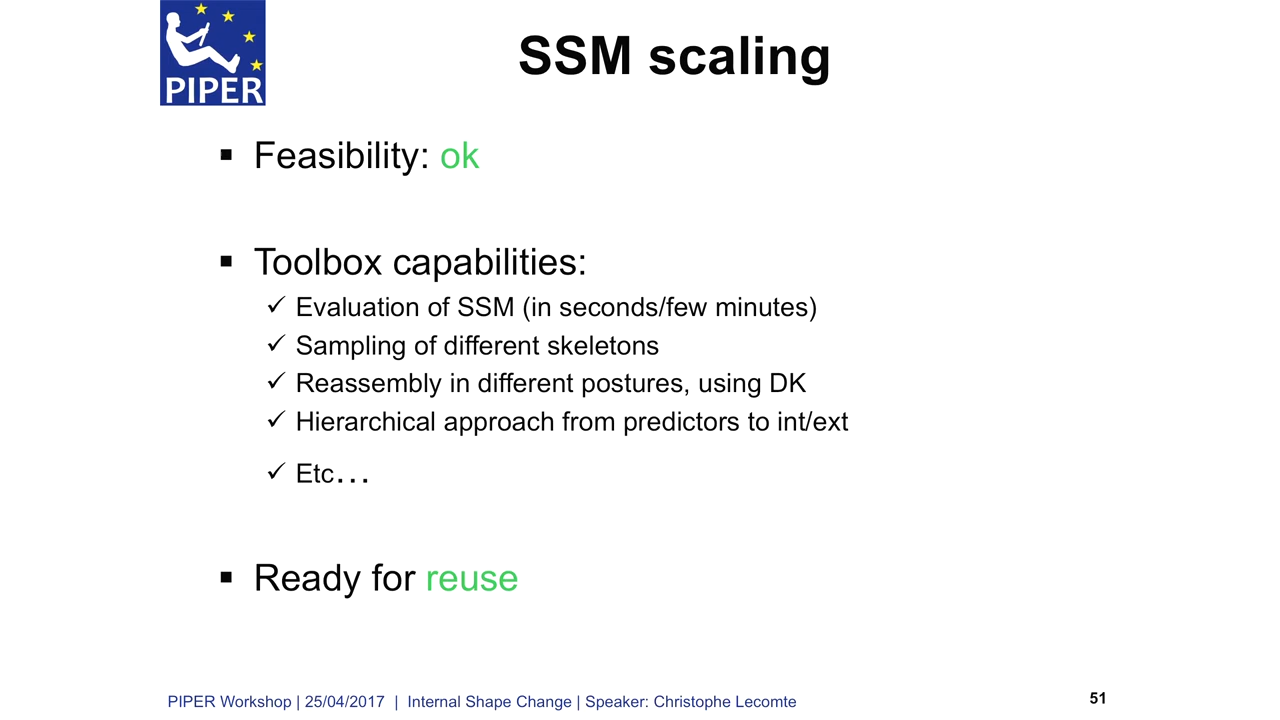 PIPER
SSM scaling
▪ Feasibility: ok
▪ Toolbox capabilities:
✓ Evaluation of SSM (in seconds/few minutes)
✓ Sampling of different skeletons
✓ Reassembly in different postures, using DK
✓ Hierarchical approach from predictors to int/ext
✓ Etc…
▪ Ready for reuse
PIPER Workshop | 25/04/2017 | Internal Shape Change | Speaker: Christophe Lecomte
51